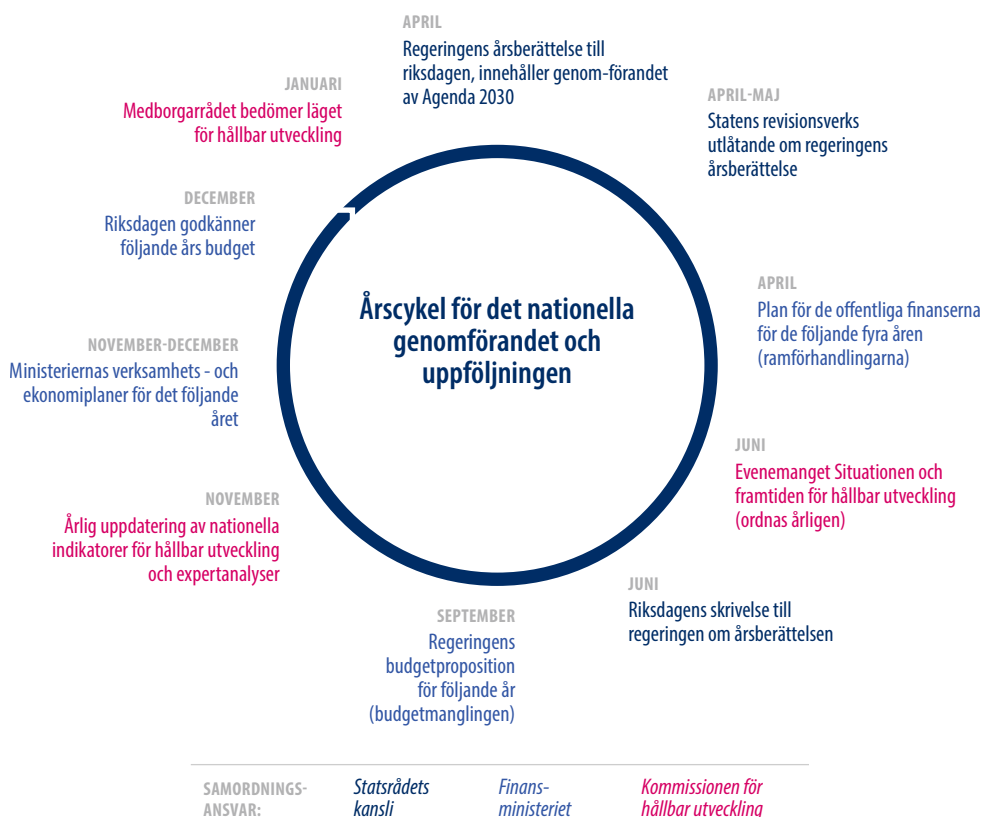 APRIL
Regeringens årsberättelse till
riksdagen, innehåller genom-förandet
av Agenda 2030
APRIL-MAJ
Statens revisionsverks
utlåtande om regeringens
årsberättelse
APRIL
Plan för de offentliga finanserna
för de följande fyra åren
(ramförhandlingarna)
JUNI
Evenemanget Situationen och
framtiden för hållbar utveckling
(ordnas årligen)
JUNI
Riksdagens skrivelse till
regeringen om årsberättelsen
SEPTEMBER
Regeringens
budgetproposition
för följande år
(budgetmanglingen)
NOVEMBER
Årlig uppdatering av nationella
indikatorer för hållbar utveckling
och expertanalyser
NOVEMBER-DECEMBER
Ministeriernas verksamhets - och
ekonomiplaner för det följande
året
DECEMBER
Riksdagen godkänner
följande års budget
JANUARI
Medborgarrådet bedömer läget
för hållbar utveckling
Årscykel för det nationella
genomförandet och
uppföljningen
SAMORDNINGS-
ANSVAR:
Statsrådets
kansli
Finans-
ministeriet
Kommissionen för
hållbar utveckling